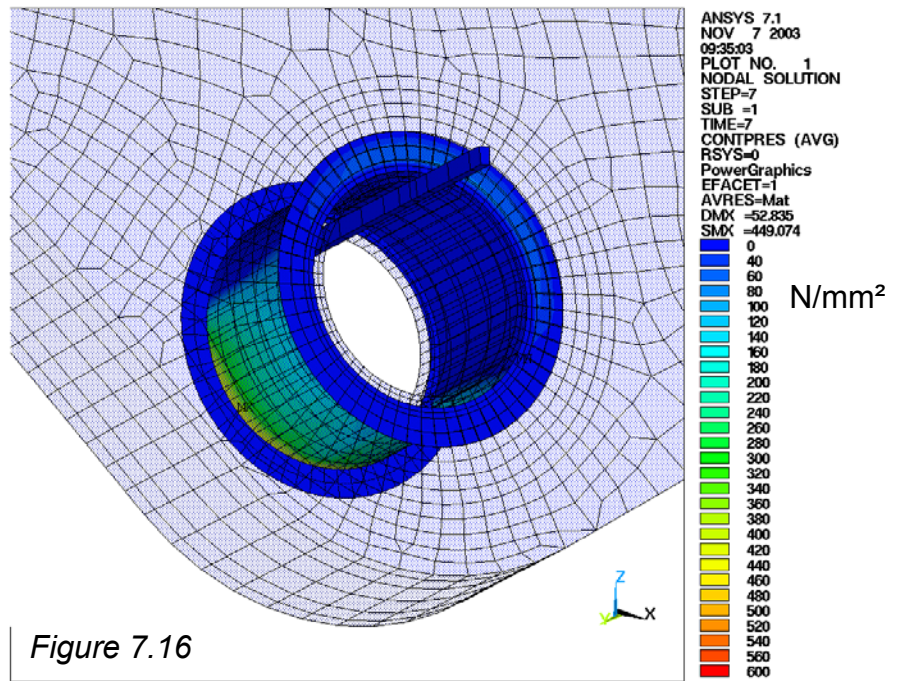 ANSYS 7.1
NOV 7 2003
09:35:03
PLOT NO. 1
NODAL SOLUTION
STEP=7
SUB =1
TIME=7
CONTPRES (AVG)
RSYS=0
PowerGraphics
EFACET=1
AVRES=Mat
DMX =52.835
SMX =449.074
0
40
60
80
100
120
140
160
180
200
220
240
260
280
300
320
340
360
380
400
420
440
460
480
500
520
540
560
600
N/mm²
MX
Z
Y
X
Figure 7.16